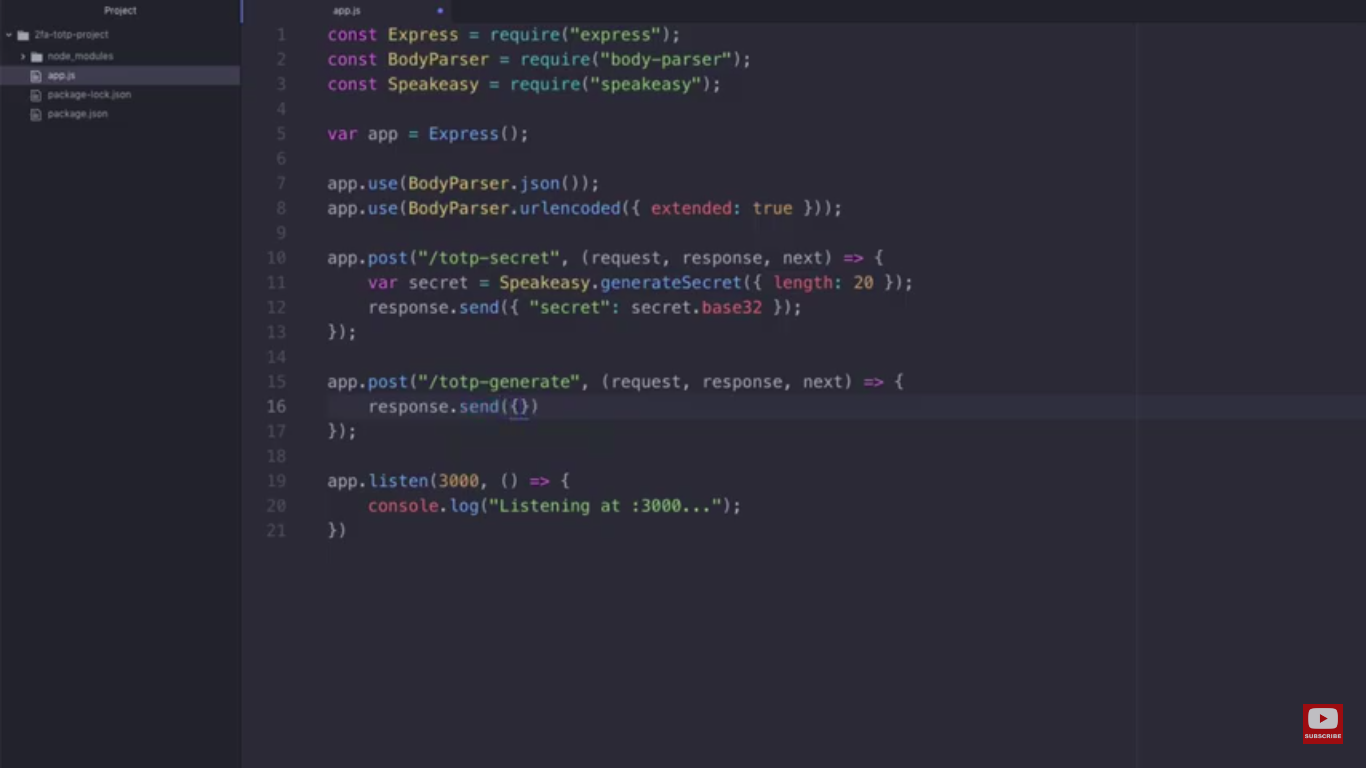 Project
2fa-totp-project
node_modules
app.js
package-lock.json
package.json
app.js
1 const Express = require("express");
2 const BodyParser = require("body-parser");
3 const Speakeasy = require("speakeasy");
4
5 var app = Express();
6
7 app.use(BodyParser.json());
8 app.use(BodyParser.urlencoded({ extended: true }));
9
10 app.post("/totp-secret", (request, response, next) => {
11     var secret = Speakeasy.generateSecret({ length: 20 });
12     response.send({ "secret": secret.base32 });
13 });
14
15 app.post("/totp-generate", (request, response, next) => {
16     response.send({})
17 });
18
19 app.listen(3000, () => {
20     console.log("Listening at :3000...");
21 })
SUBSCRIBE